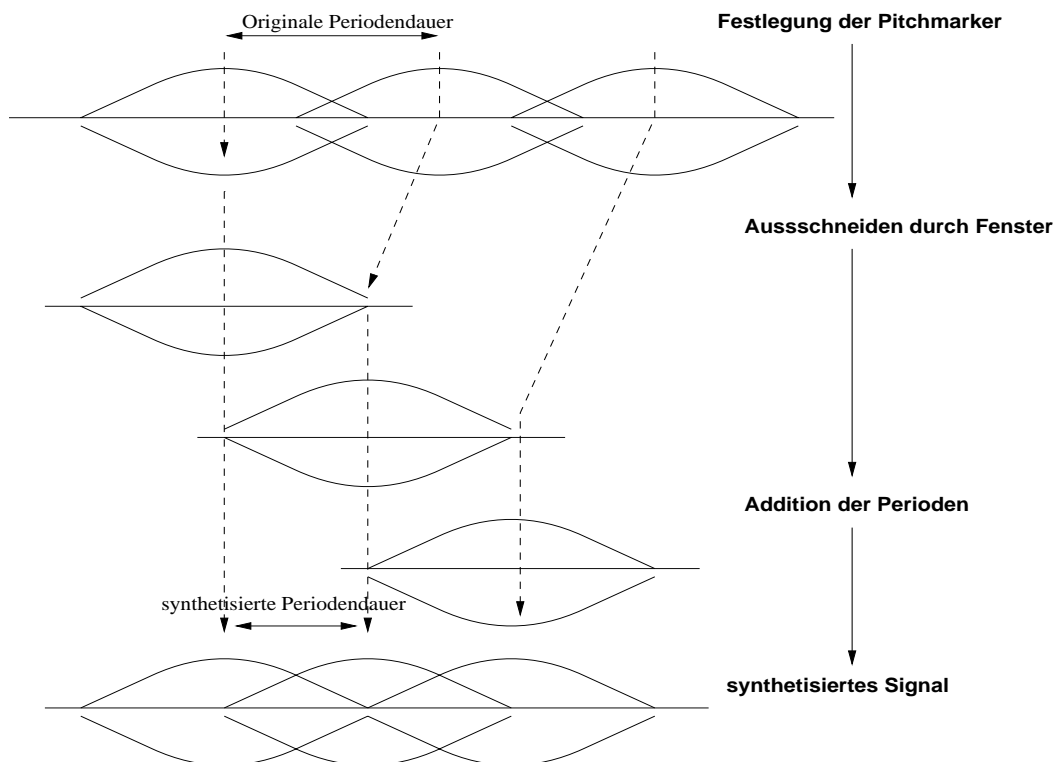 Originale Periodendauer
Festlegung der Pitchmarker
Aussschneiden durch Fenster
Addition der Perioden
synthetisierte Periodendauer
synthetisiertes Signal